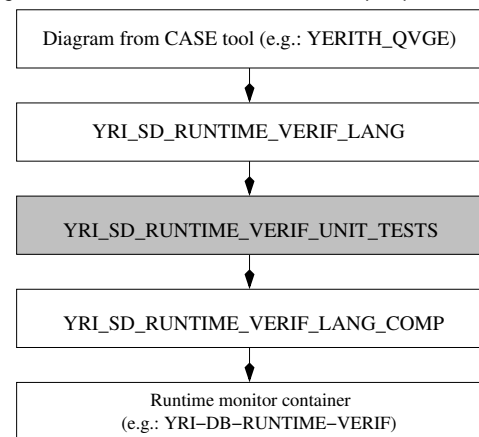 Diagram from CASE tool (e.g.: YERITH_QVGE)
YRI_SD_RUNTIME_VERIF_LANG
YRI_SD_RUNTIME_VERIF_UNIT_TESTS
YRI_SD_RUNTIME_VERIF_LANG_COMP
Runtime monitor container
(e.g.: YRI−DB−RUNTIME−VERIF)